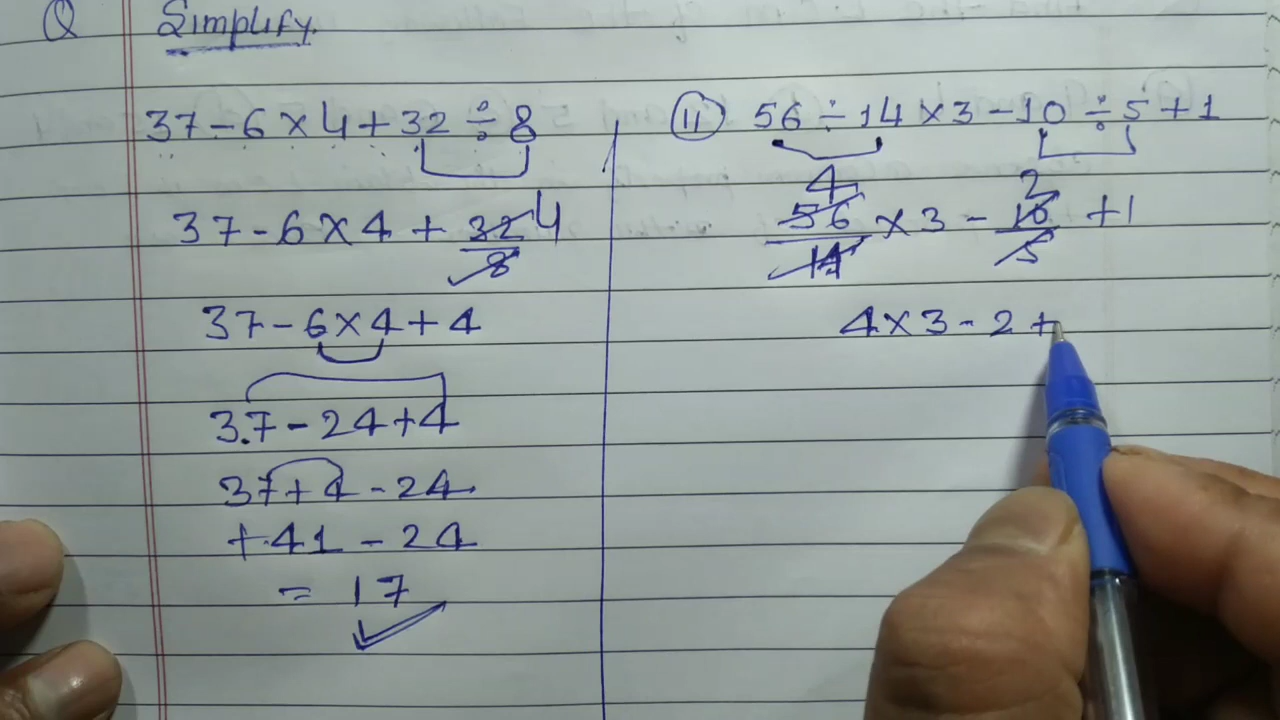 Q Simplify.
37 - 6 × 4 + 32 ÷ 8
37 - 6 × 4 + 32/8 4
37 - 6 × 4 + 4
37 - 24 + 4
37 + 4 - 24
+ 41 - 24
= 17
(11) 56 ÷ 14 × 3 - 10 ÷ 5 + 1
4 2
56/14 × 3 - 10/5 + 1
4 × 3 - 2 +